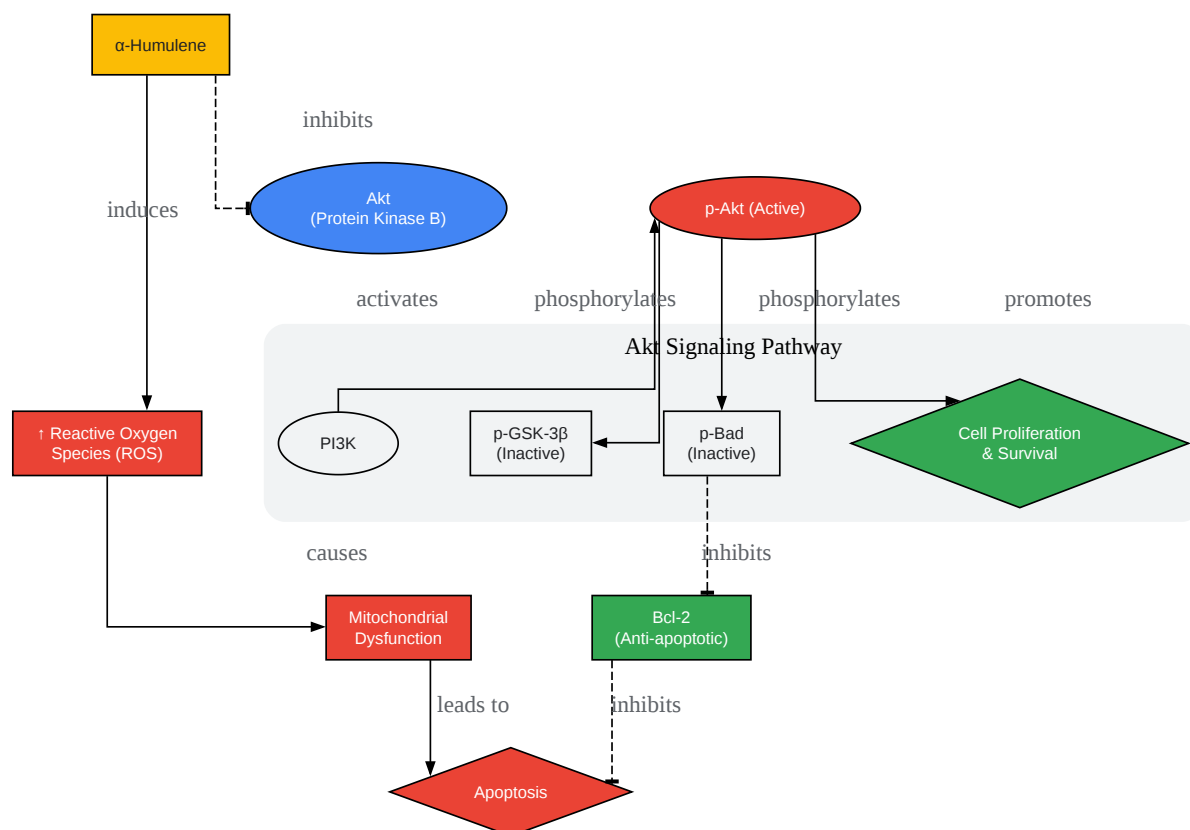 α-Humulene
inhibits
Akt
(Protein Kinase B)
p-Akt (Active)
induces
activates
phosphorylates
phosphorylates
promotes
Akt Signaling Pathway
↑ Reactive Oxygen
Species (ROS)
PI3K
p-GSK-3β
(Inactive)
p-Bad
(Inactive)
Cell Proliferation
& Survival
causes
inhibits
Mitochondrial
Dysfunction
Bcl-2
(Anti-apoptotic)
leads to
inhibits
Apoptosis